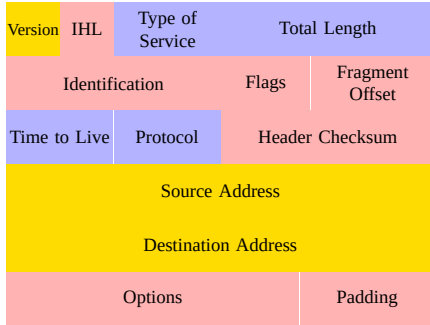 Version IHL Type of Service Total Length
Identification Flags Fragment Offset
Time to Live Protocol Header Checksum
Source Address
Destination Address
Options Padding